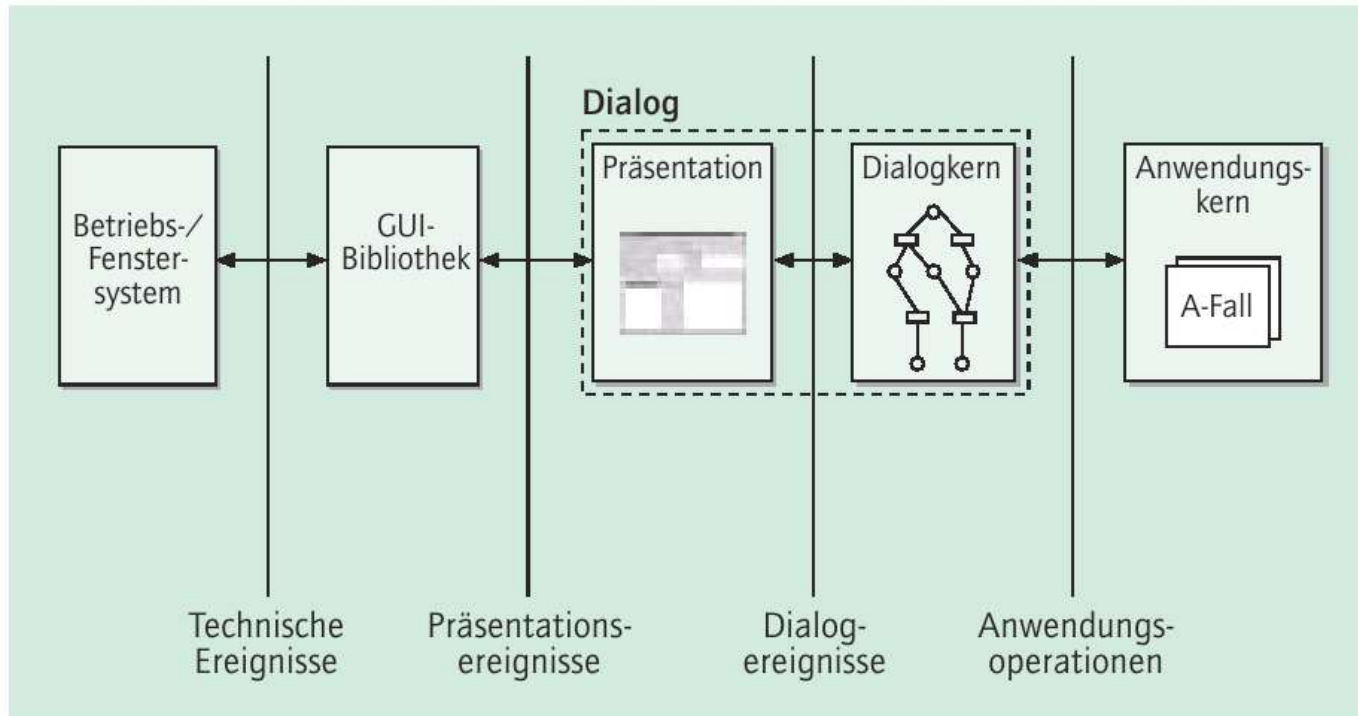 Dialog
Betriebs-/
Fenster-
system
GUI-
Bibliothek
Präsentation
Dialogkern
Anwendungs-
kern
A-Fall
Technische
Ereignisse
Präsentations-
ereignisse
Dialog-
ereignisse
Anwendungs-
operationen